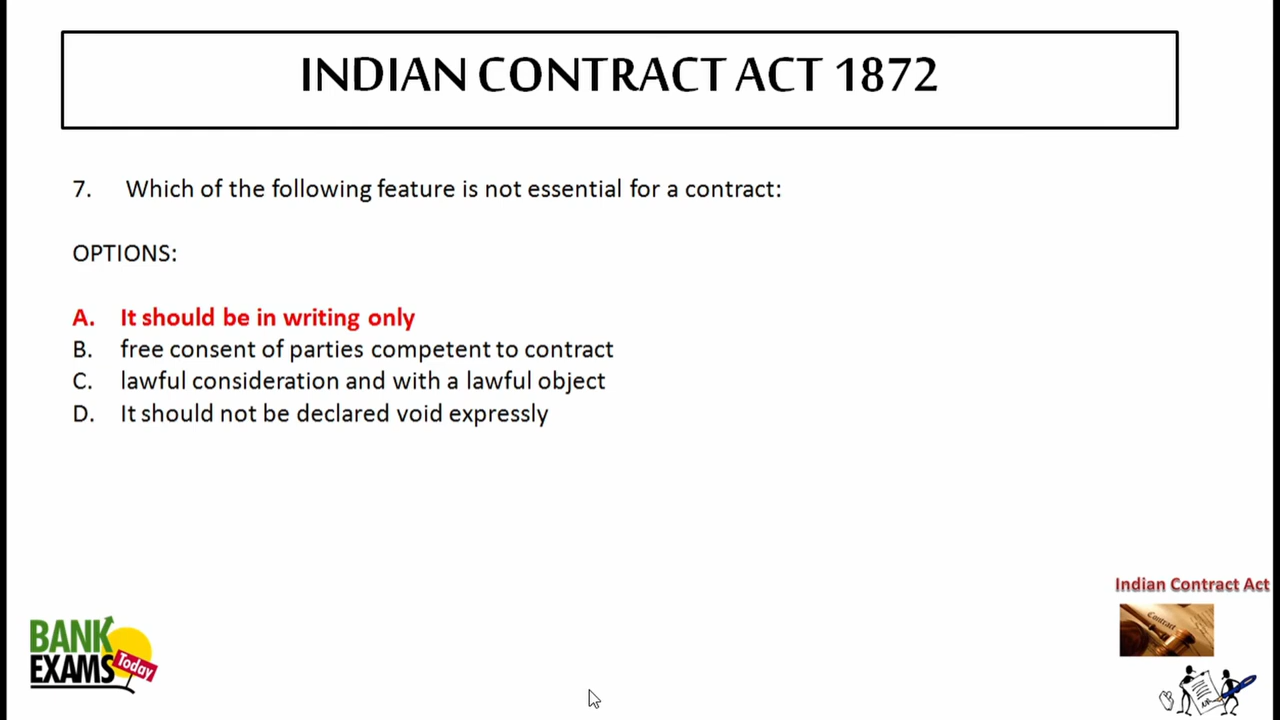 INDIAN CONTRACT ACT 1872
7. Which of the following feature is not essential for a contract:
OPTIONS:
A. It should be in writing only
B. free consent of parties competent to contract
C. lawful consideration and with a lawful object
D. It should not be declared void expressly
Indian Contract Act
Contract
BANK
EXAMS
Today